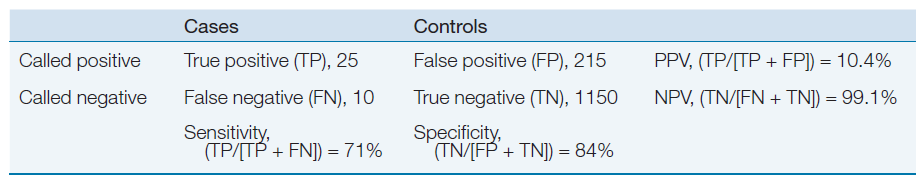 Cases Controls
Called positive True positive (TP), 25 False positive (FP), 215 PPV, (TP/[TP + FP]) = 10.4%
Called negative False negative (FN), 10 True negative (TN), 1150 NPV, (TN/[FN + TN]) = 99.1%
Sensitivity, Specificity,
(TP/[TP + FN]) = 71% (TN/[FP + TN]) = 84%